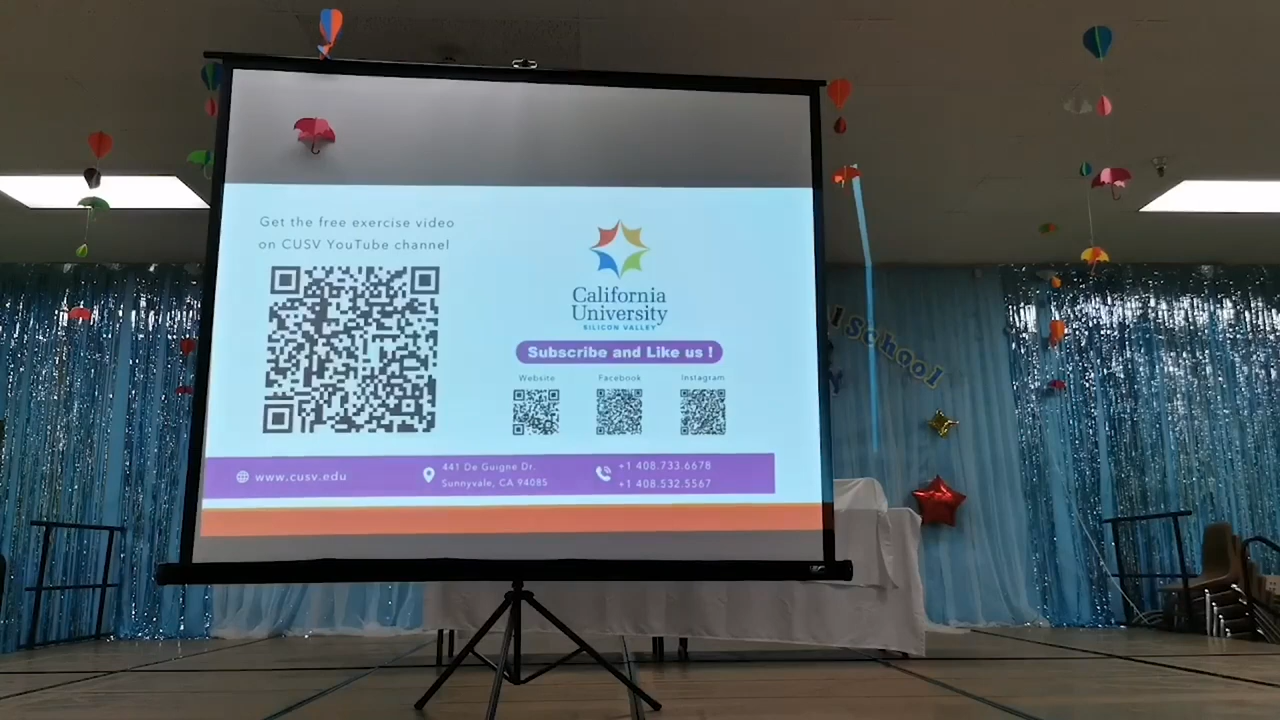 Get the free exercise video
on CUSV YouTube channel
California
University
SILICON VALLEY
Subscribe and Like us !
Website
Facebook
Instagram
www.cusv.edu
441 De Guigne Dr.
Sunnyvale, CA 94085
+1 408.733.6678
+1 408.532.5567
l School